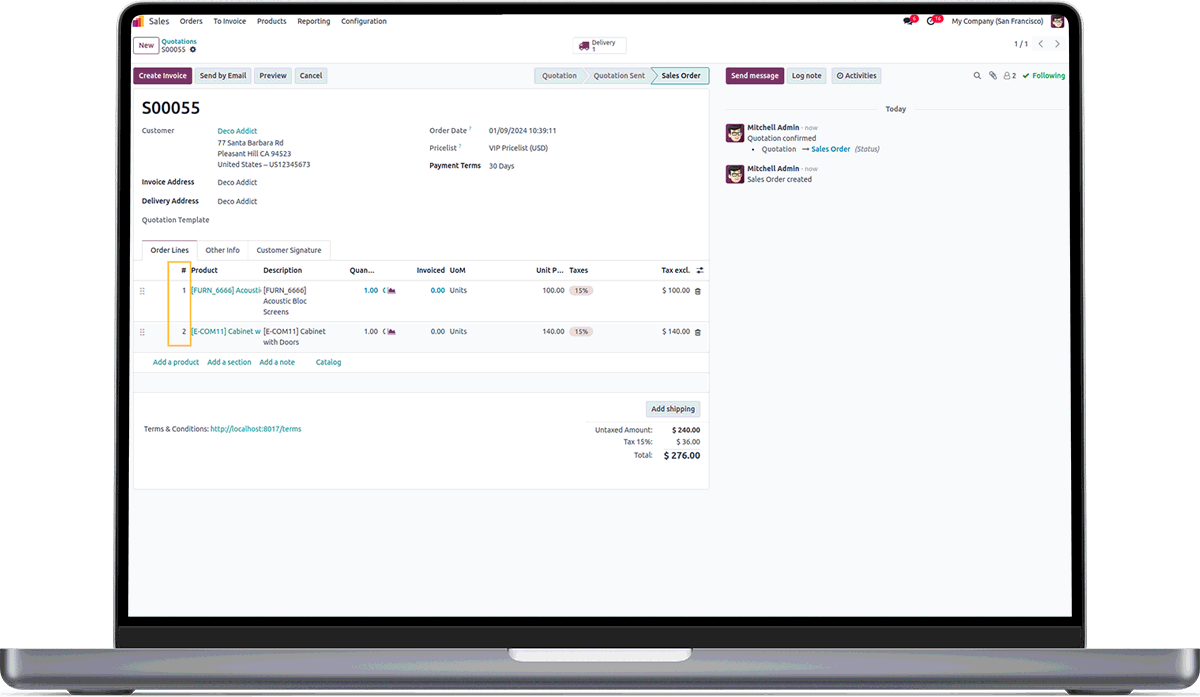 Sales Orders To Invoice Products Reporting Configuration 6 16 My Company (San Francisco)
New Quotations
S00055
Delivery
1
1 / 1
Create Invoice Send by Email Preview Cancel Quotation Quotation Sent Sales Order Send message Log note Activities 2 Following
S00055
Today
Customer Deco Addict
77 Santa Barbara Rd
Pleasant Hill CA 94523
United States – US12345673
Order Date ? 01/09/2024 10:39:11
Pricelist ? VIP Pricelist (USD)
Payment Terms 30 Days
Invoice Address Deco Addict
Delivery Address Deco Addict
Quotation Template
Mitchell Admin - now
Quotation confirmed
• Quotation → Sales Order (Status)
Mitchell Admin - now
Sales Order created
Order Lines Other Info Customer Signature
# Product Description Quan... Invoiced UoM Unit P... Taxes Tax excl.
1 [FURN_6666] Acousti [FURN_6666] 1.00 0.00 Units 100.00 15% $ 100.00
Acoustic Bloc
Screens
2 [E-COM11] Cabinet w [E-COM11] Cabinet 1.00 0.00 Units 140.00 15% $ 140.00
with Doors
Add a product Add a section Add a note Catalog
Add shipping
Terms & Conditions: http://localhost:8017/terms
Untaxed Amount: $ 240.00
Tax 15%: $ 36.00
Total: $ 276.00